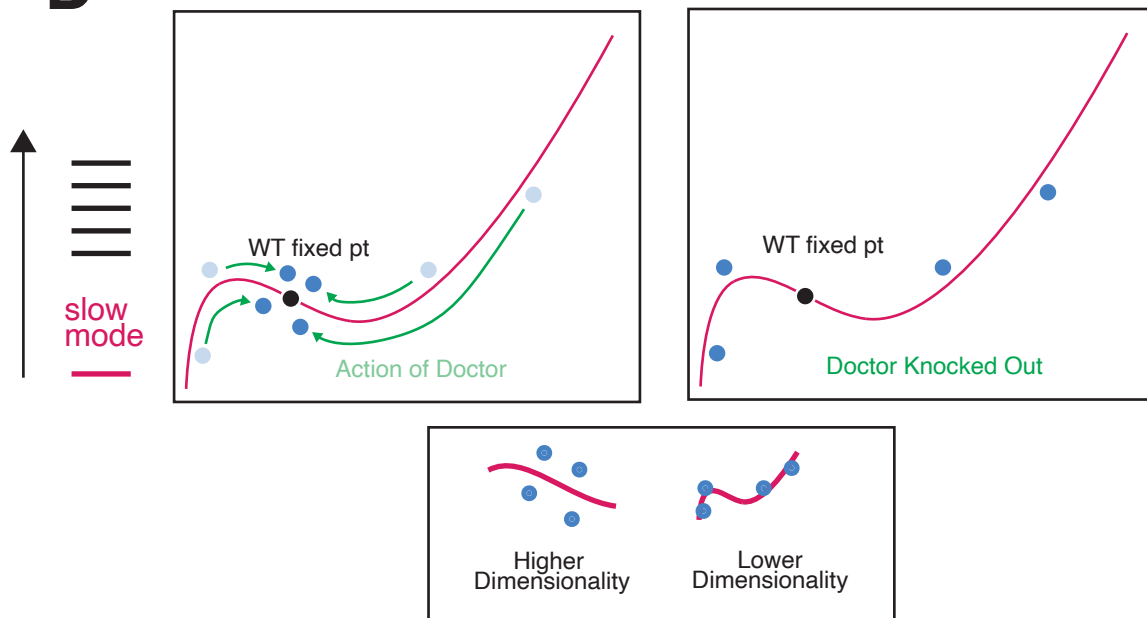 WT fixed pt
slow
mode
Action of Doctor
WT fixed pt
Doctor Knocked Out
Higher
Dimensionality
Lower
Dimensionality